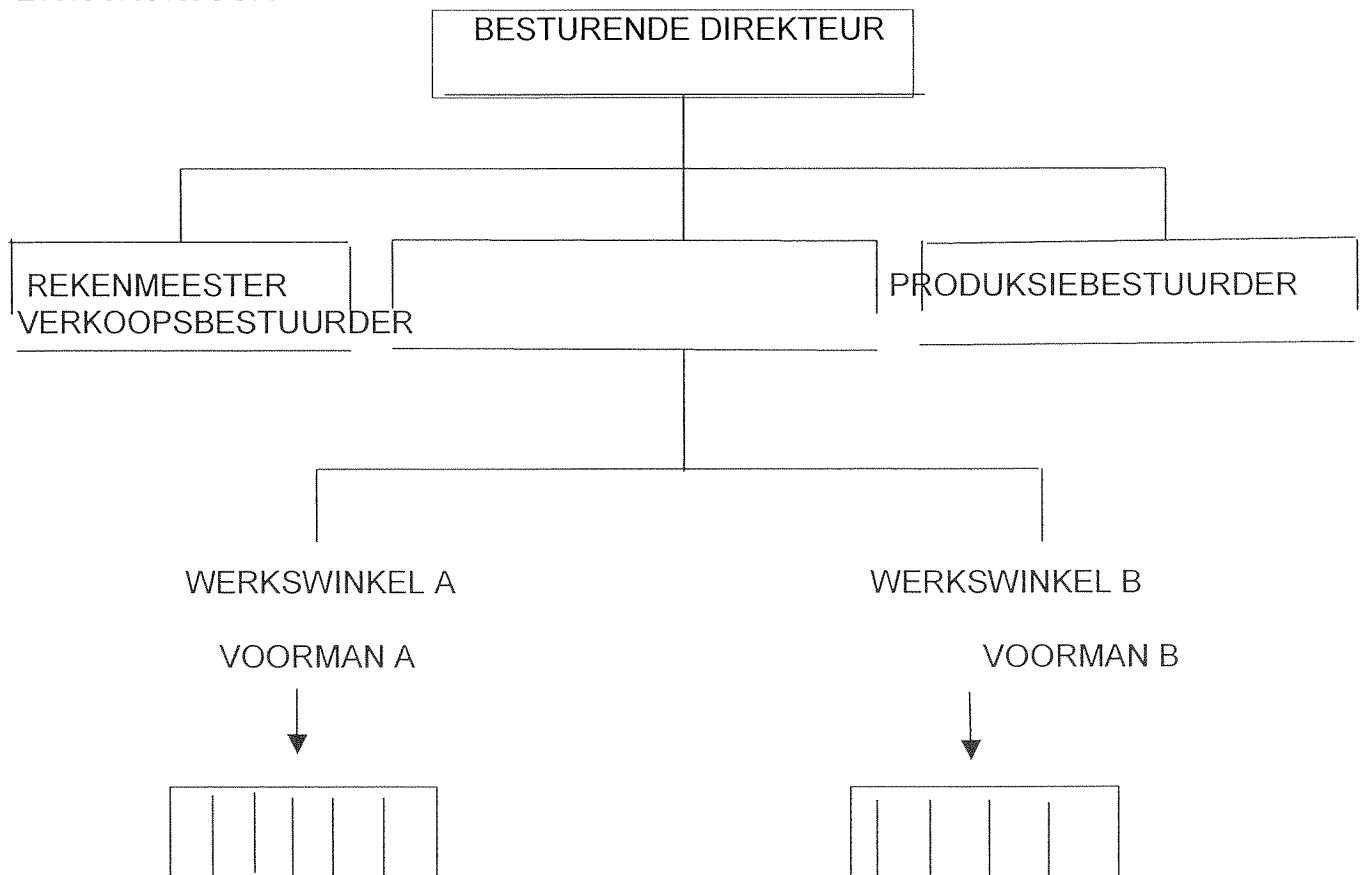 BESTURENDE DIREKTEUR
REKENMEESTER
PRODUKSIEBESTUURDER
VERKOOPSBESTUURDER
WERKSWINKEL A
WERKSWINKEL B
VOORMAN A
VOORMAN B